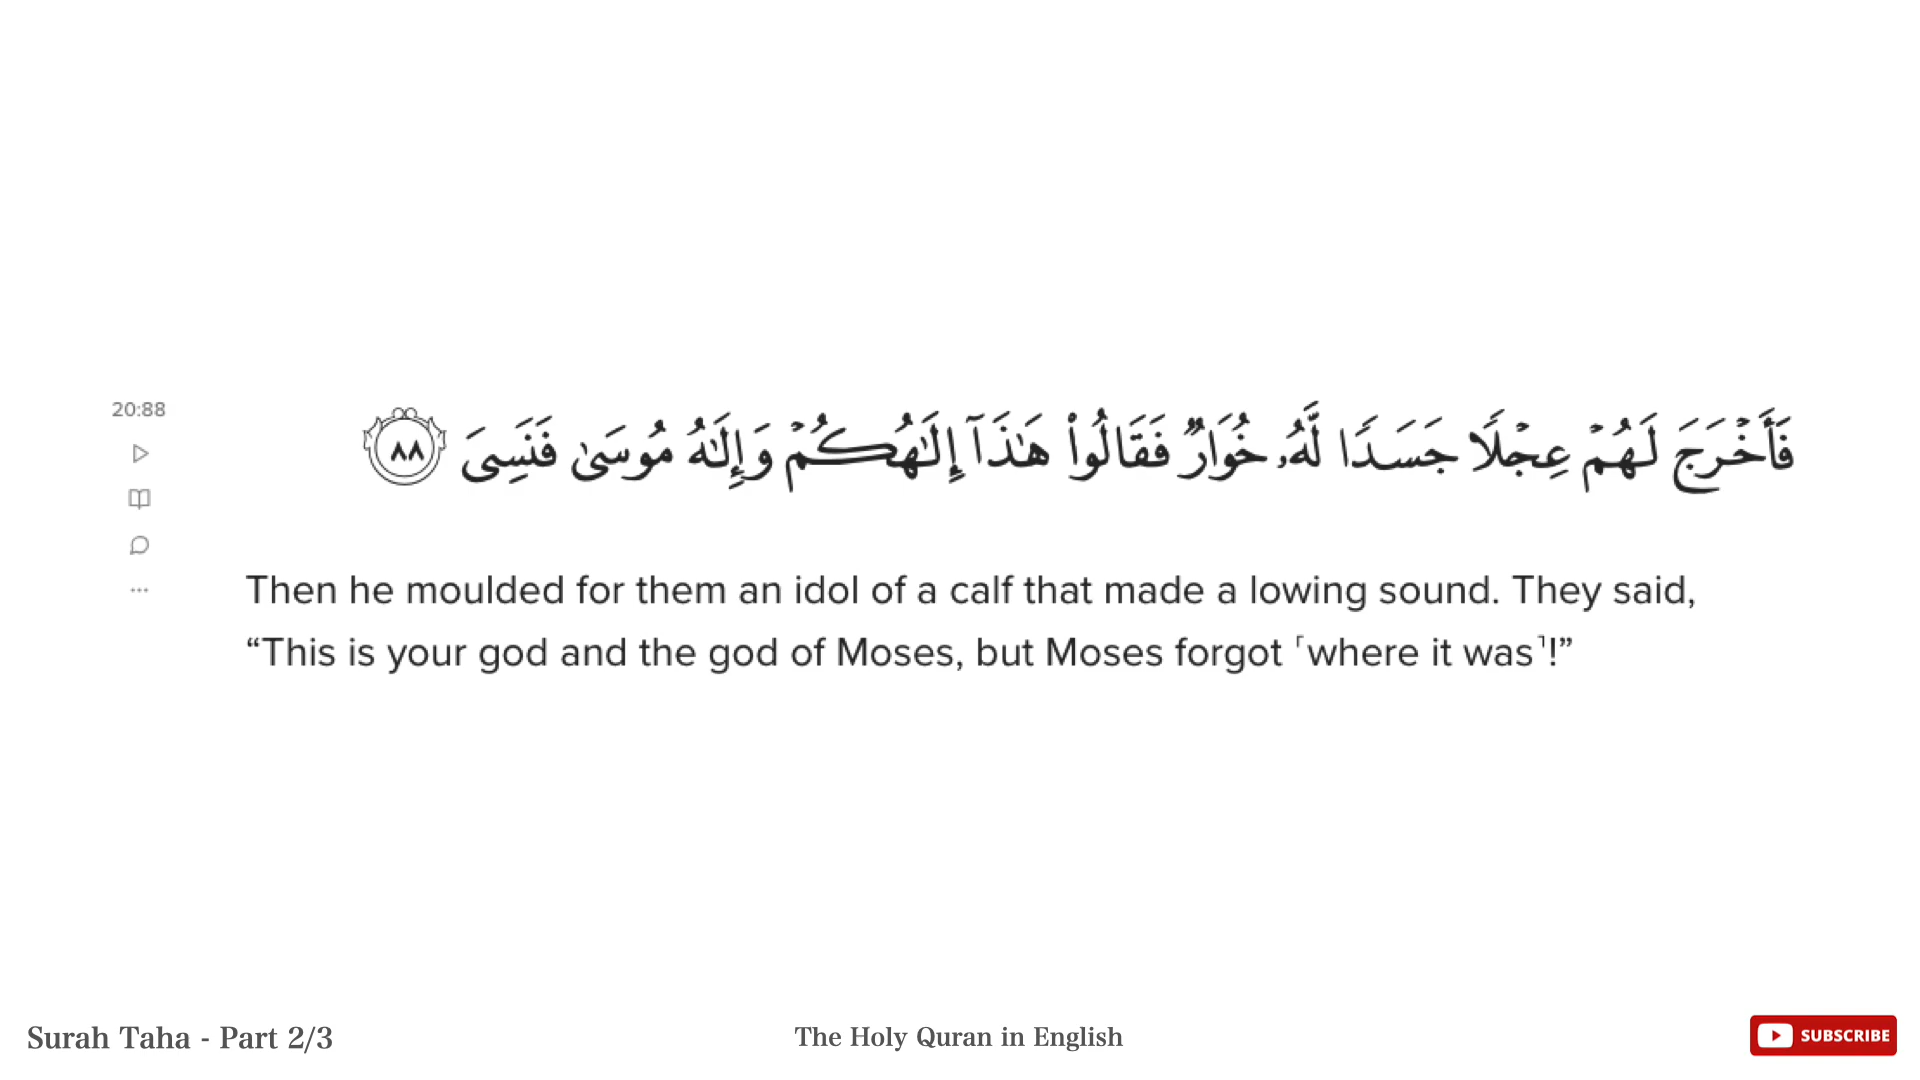 20:88
فَأَخْرَجَ لَهُمْ عِجْلًا جَسَدًا لَّهُۥ خُوَارٌ فَقَالُوا۟ هَـٰذَآ إِلَـٰهُكُمْ وَإِلَـٰهُ مُوسَىٰ فَنَسِىَ ٨٨
Then he moulded for them an idol of a calf that made a lowing sound. They said,
“This is your god and the god of Moses, but Moses forgot ˹where it was˺!”
Surah Taha - Part 2/3
The Holy Quran in English
SUBSCRIBE